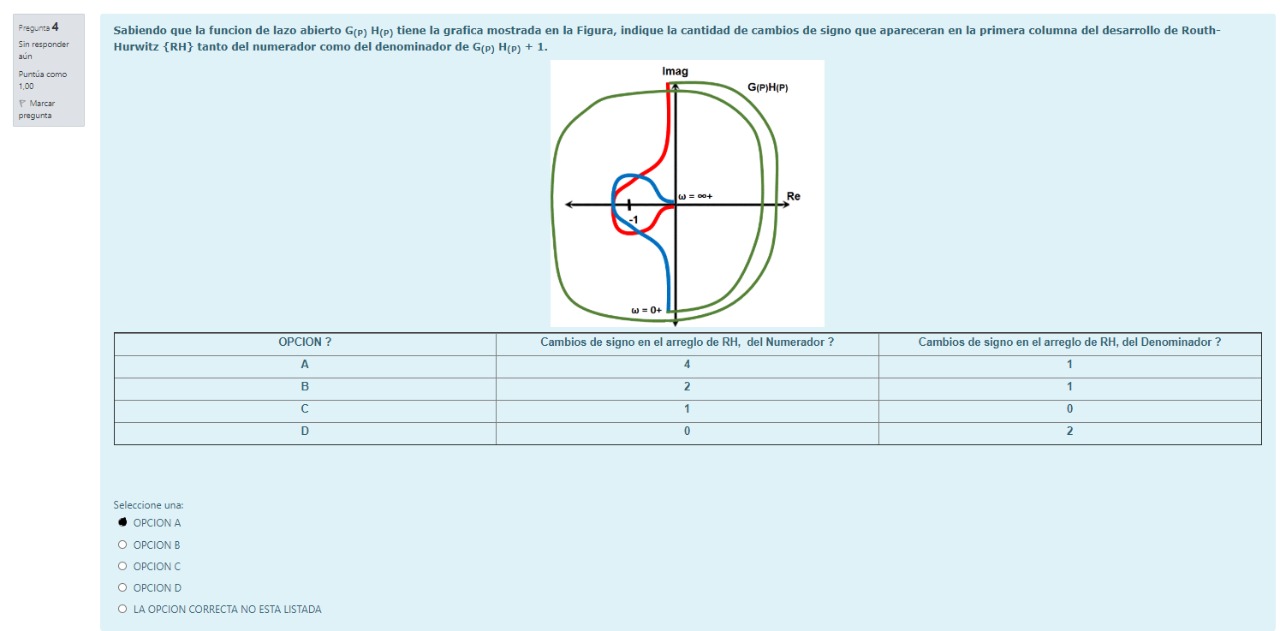 Pregunta 4
Sin responder
aún
Puntúa como
1,00
Marcar
pregunta
Sabiendo que la funcion de lazo abierto G(P) H(P) tiene la grafica mostrada en la Figura, indique la cantidad de cambios de signo que apareceran en la primera columna del desarrollo de Routh-
Hurwitz {RH} tanto del numerador como del denominador de G(P) H(P) + 1.
Imag
G(P)H(P)
ω = ∞+
Re
-1
ω = 0+
OPCION ? Cambios de signo en el arreglo de RH, del Numerador ? Cambios de signo en el arreglo de RH, del Denominador ?
A 4 1
B 2 1
C 1 0
D 0 2
Seleccione una:
OPCION A
OPCION B
OPCION C
OPCION D
LA OPCION CORRECTA NO ESTA LISTADA